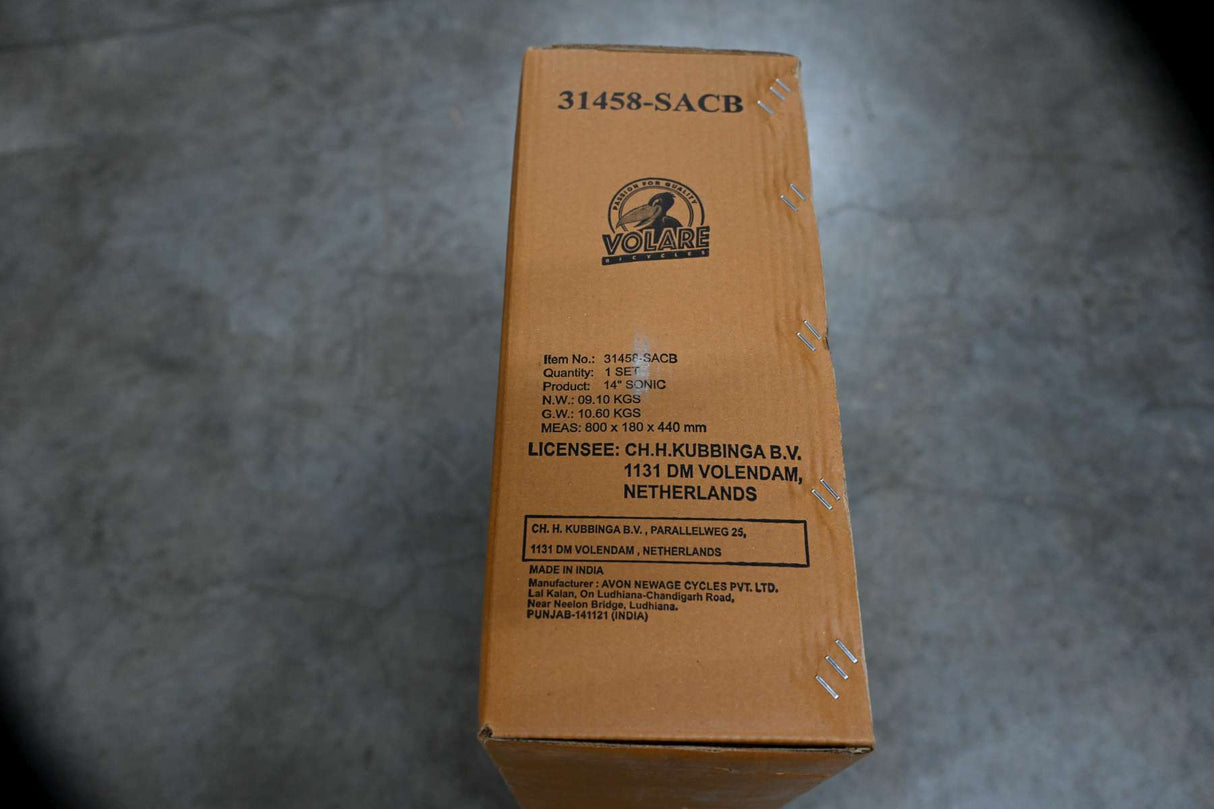 31458-SACB
PASSION FOR QUALITY
VOLARE
BICYCLES
Item No.: 31458-SACB
Quantity: 1 SET
Product: 14" SONIC
N.W.: 09.10 KGS
G.W.: 10.60 KGS
MEAS: 800 x 180 x 440 mm
LICENSEE: CH.H.KUBBINGA B.V.
1131 DM VOLENDAM,
NETHERLANDS
CH. H. KUBBINGA B.V. , PARALLELWEG 25,
1131 DM VOLENDAM , NETHERLANDS
MADE IN INDIA
Manufacturer : AVON NEWAGE CYCLES PVT. LTD.
Lal Kalan, On Ludhiana-Chandigarh Road,
Near Neelon Bridge, Ludhiana.
PUNJAB-141121 (INDIA)